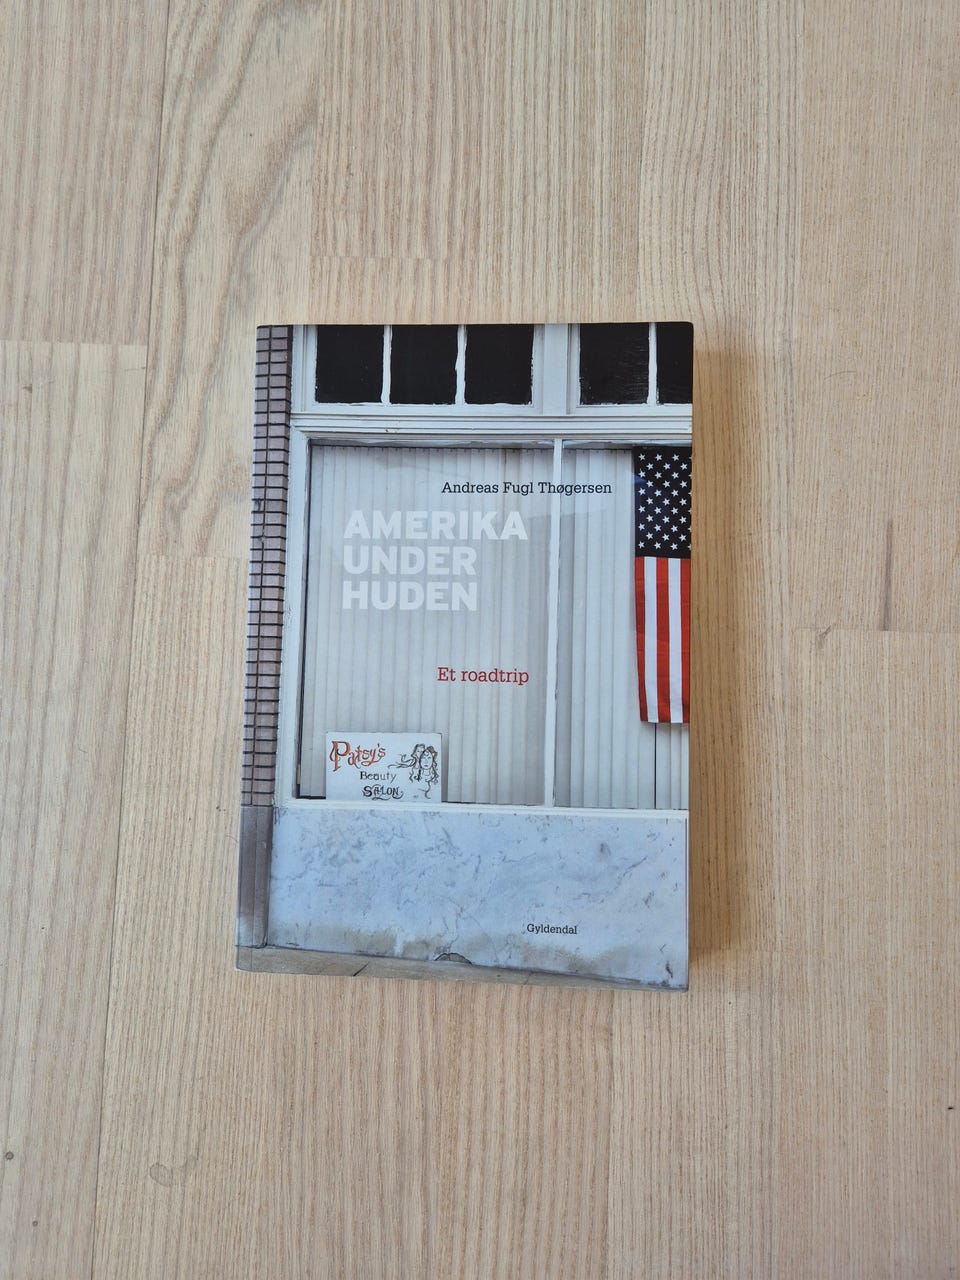 Andreas Fugl Thøgersen
AMERIKA
UNDER
HUDEN
Et roadtrip
Patsy's
Beauty
SALON
Gyldendal